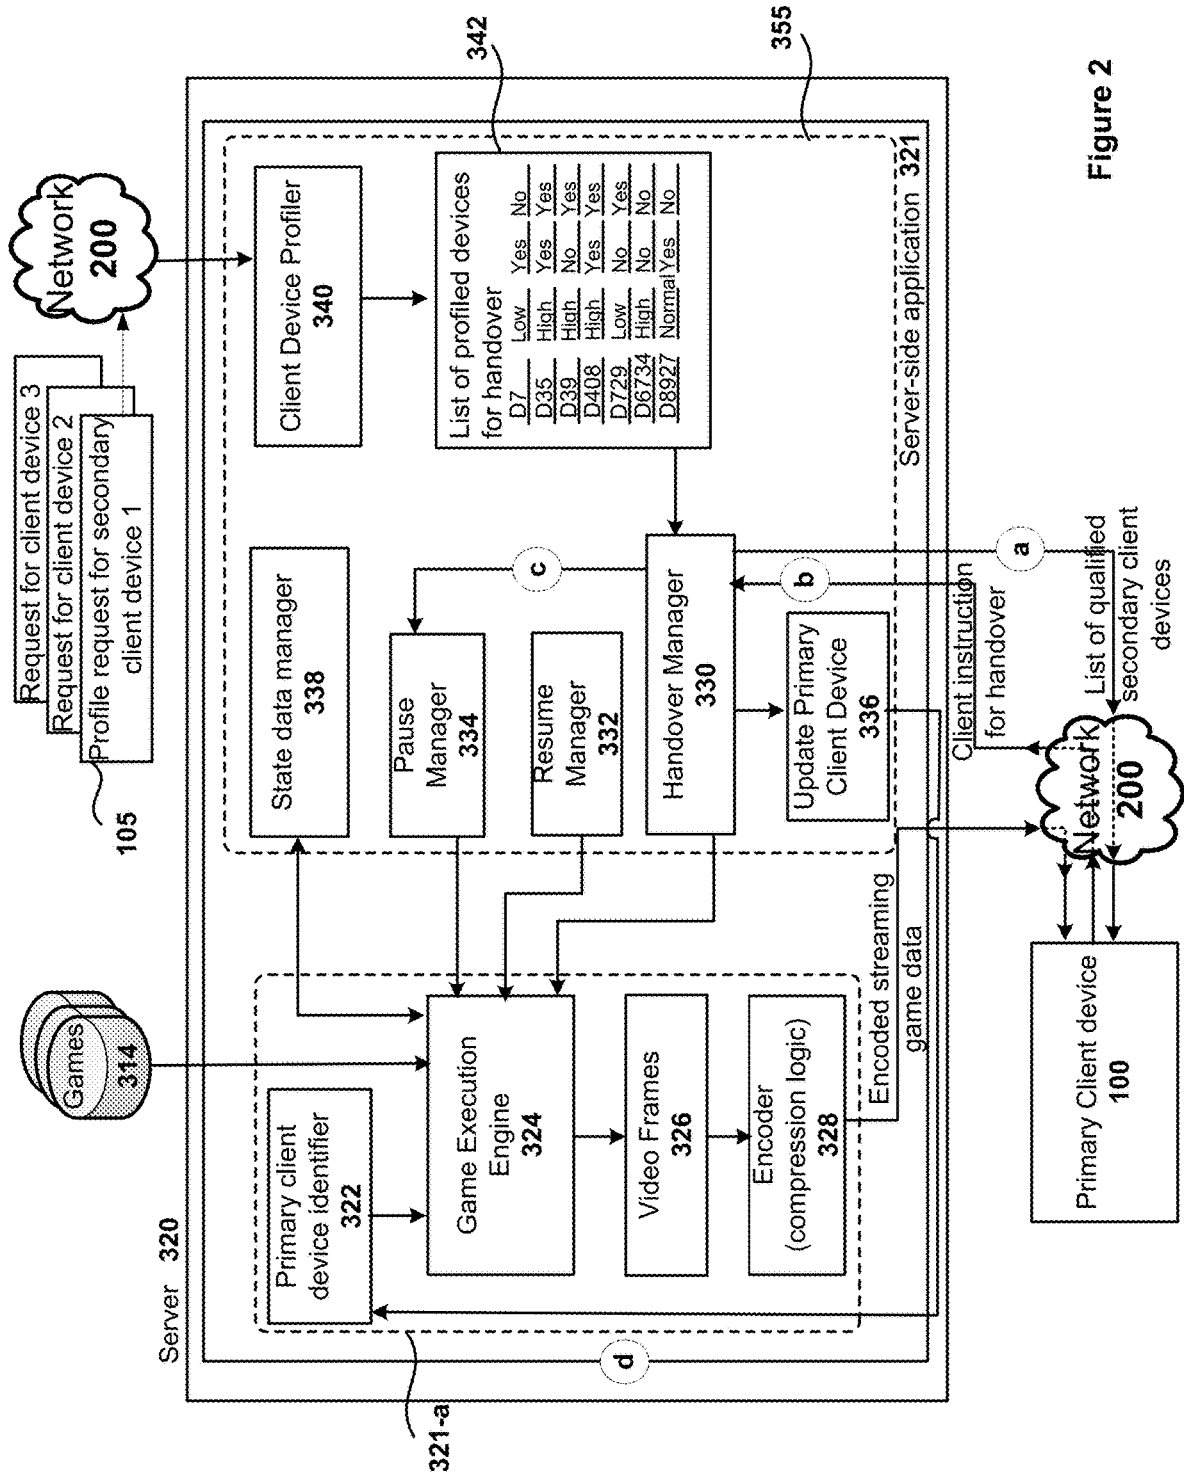 Server 320
Games
314
321-a
Primary client
device identifier
322
Game Execution
Engine
324
Video Frames
326
Encoder
(compression logic)
328
Encoded streaming
game data
d
105
Request for client device 3
Request for client device 2
Profile request for secondary
client device 1
Network
200
State data manager
338
Pause
Manager
334
Resume
Manager
332
Handover Manager
330
Update Primary
Client Device
336
c
b
a
Client Device Profiler
340
342
List of profiled devices
for handover
D7 Low Yes No
D35 High Yes Yes
D39 High No Yes
D408 High Yes Yes
D729 Low No Yes
D6734 High No No
D8927 Normal Yes No
355
Server-side application 321
Client instruction
for handover
List of qualified
secondary client
devices
Network
200
Primary Client device
100
Figure 2